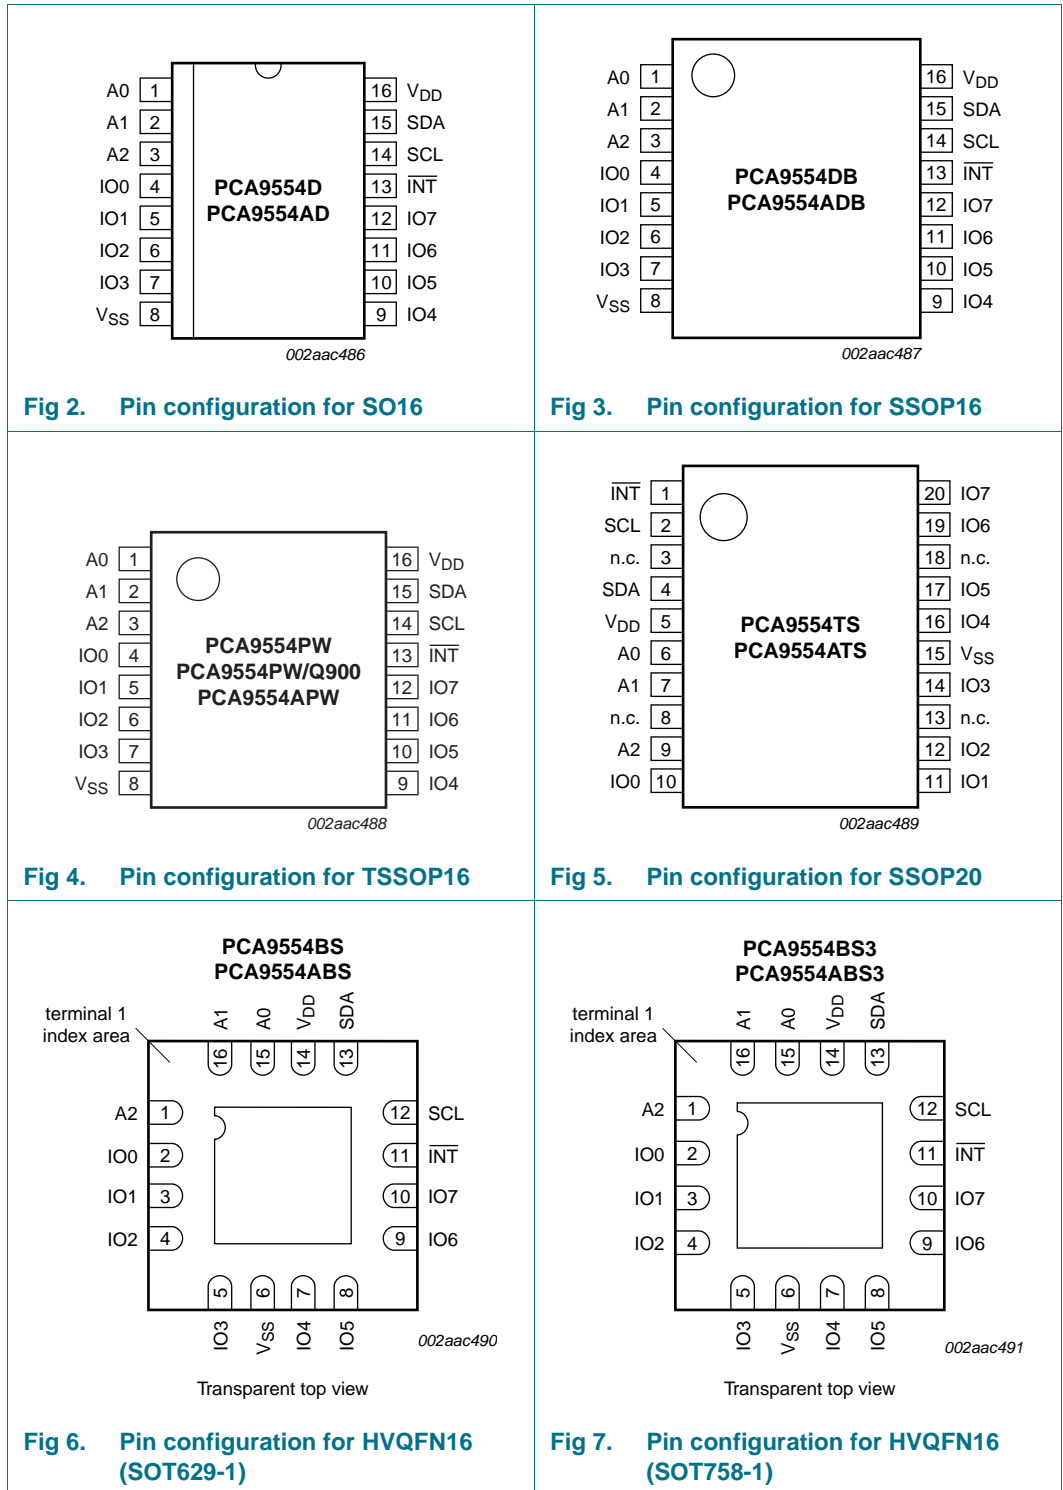 A0 1 16 VDD
A1 2 15 SDA
A2 3 14 SCL
IO0 4 13 INT
IO1 5 12 IO7
IO2 6 11 IO6
IO3 7 10 IO5
VSS 8 9 IO4
PCA9554D
PCA9554AD
002aac486
Fig 2. Pin configuration for SO16
A0 1 16 VDD
A1 2 15 SDA
A2 3 14 SCL
IO0 4 13 INT
IO1 5 12 IO7
IO2 6 11 IO6
IO3 7 10 IO5
VSS 8 9 IO4
PCA9554DB
PCA9554ADB
002aac487
Fig 3. Pin configuration for SSOP16
A0 1 16 VDD
A1 2 15 SDA
A2 3 14 SCL
IO0 4 13 INT
IO1 5 12 IO7
IO2 6 11 IO6
IO3 7 10 IO5
VSS 8 9 IO4
PCA9554PW
PCA9554PW/Q900
PCA9554APW
002aac488
Fig 4. Pin configuration for TSSOP16
INT 1 20 IO7
SCL 2 19 IO6
n.c. 3 18 n.c.
SDA 4 17 IO5
VDD 5 16 IO4
A0 6 15 VSS
A1 7 14 IO3
n.c. 8 13 n.c.
A2 9 12 IO2
IO0 10 11 IO1
PCA9554TS
PCA9554ATS
002aac489
Fig 5. Pin configuration for SSOP20
PCA9554BS
PCA9554ABS
terminal 1
index area
A1 A0 VDD SDA
16 15 14 13
A2 1 12 SCL
IO0 2 11 INT
IO1 3 10 IO7
IO2 4 9 IO6
5 6 7 8
IO3 VSS IO4 IO5
002aac490
Transparent top view
Fig 6. Pin configuration for HVQFN16
(SOT629-1)
PCA9554BS3
PCA9554ABS3
terminal 1
index area
A1 A0 VDD SDA
16 15 14 13
A2 1 12 SCL
IO0 2 11 INT
IO1 3 10 IO7
IO2 4 9 IO6
5 6 7 8
IO3 VSS IO4 IO5
002aac491
Transparent top view
Fig 7. Pin configuration for HVQFN16
(SOT758-1)